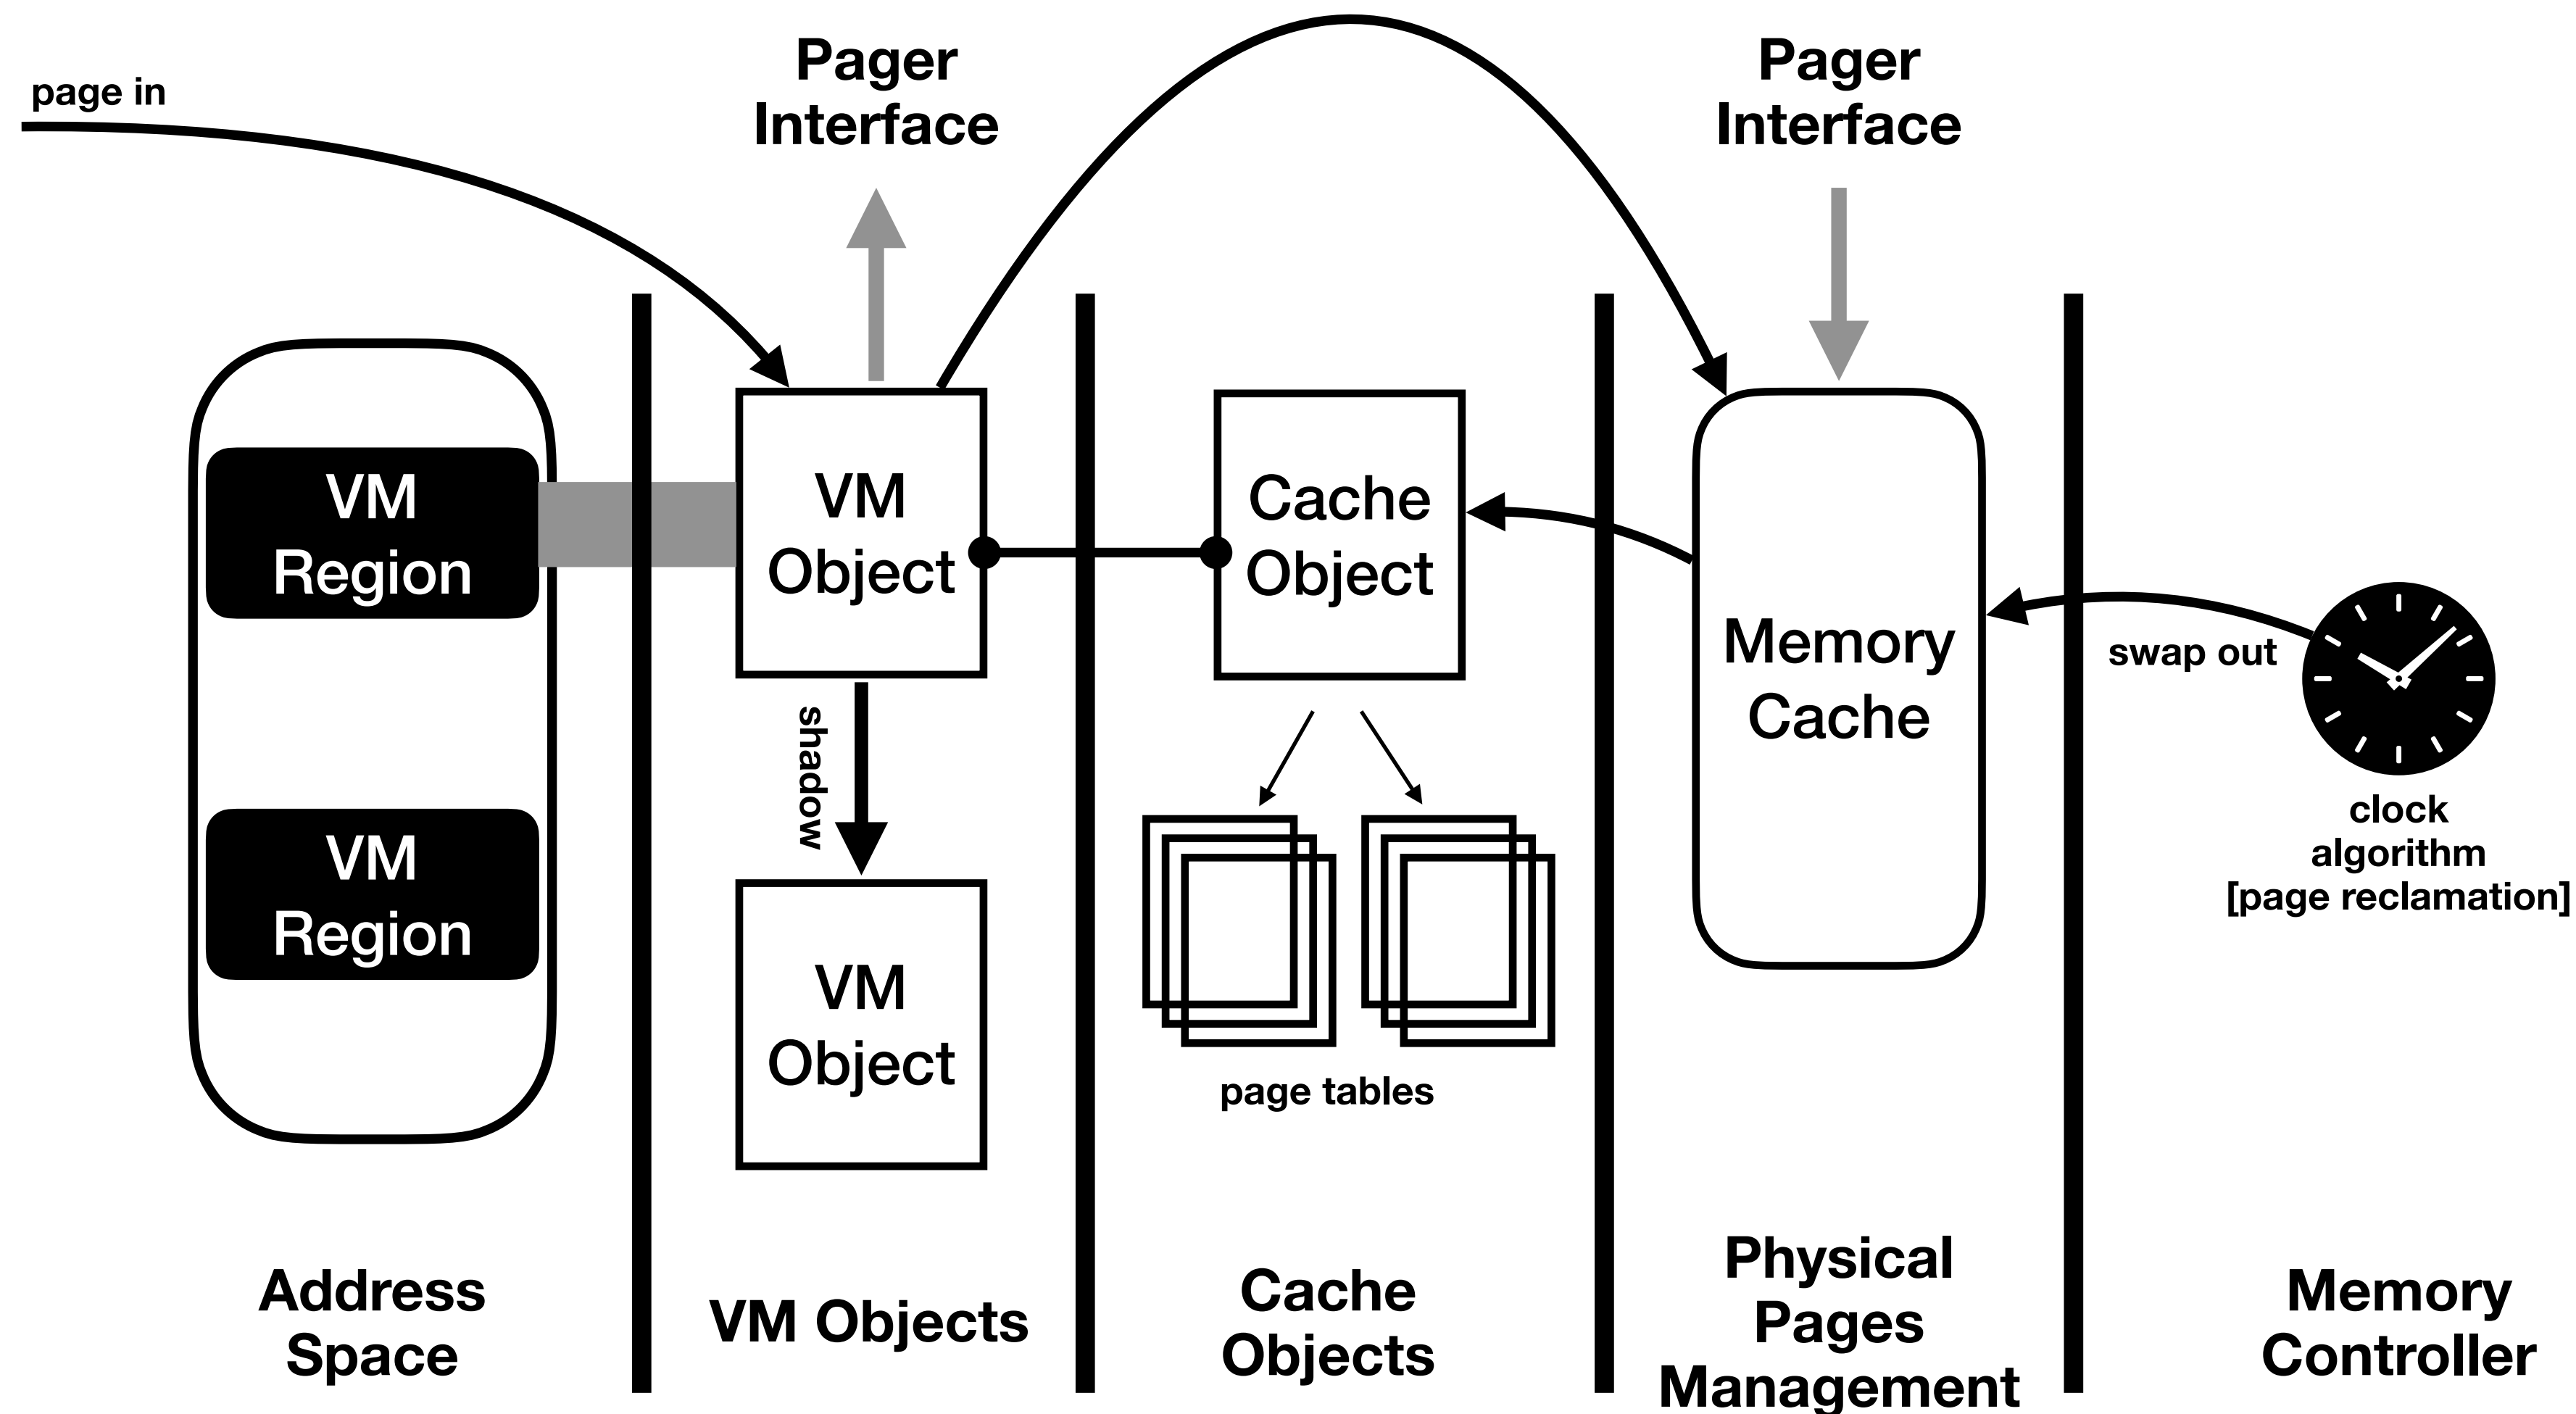 page in
Pager
Interface
Pager
Interface
VM
Region
VM
Object
Cache
Object
Memory
Cache
swap out
shadow
clock
algorithm
[page reclamation]
VM
Region
VM
Object
page tables
Address
Space
VM Objects
Cache
Objects
Physical
Pages
Management
Memory
Controller